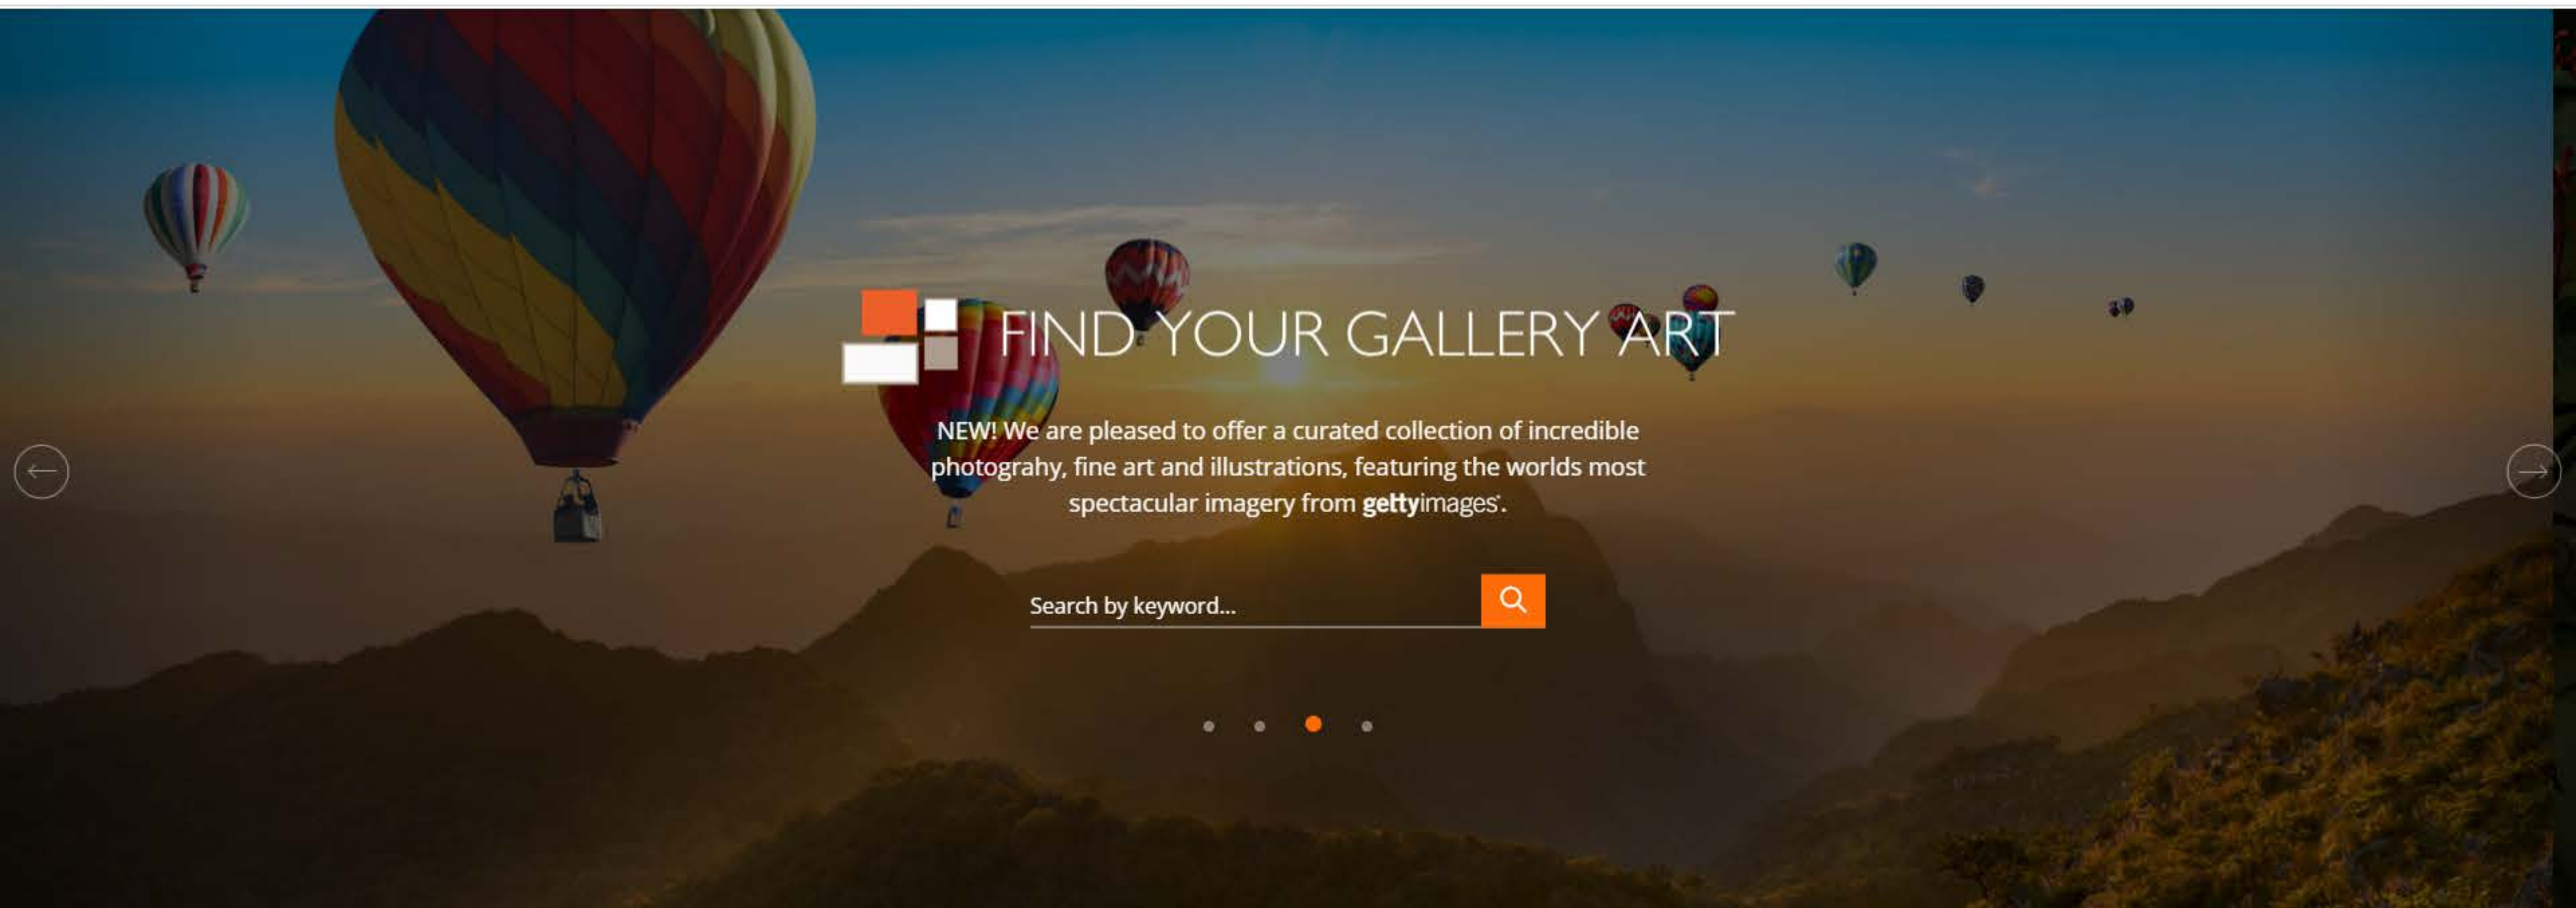 FIND YOUR GALLERY ART
NEW! We are pleased to offer a curated collection of incredible
photograhy, fine art and illustrations, featuring the worlds most
spectacular imagery from gettyimages®.
Search by keyword...